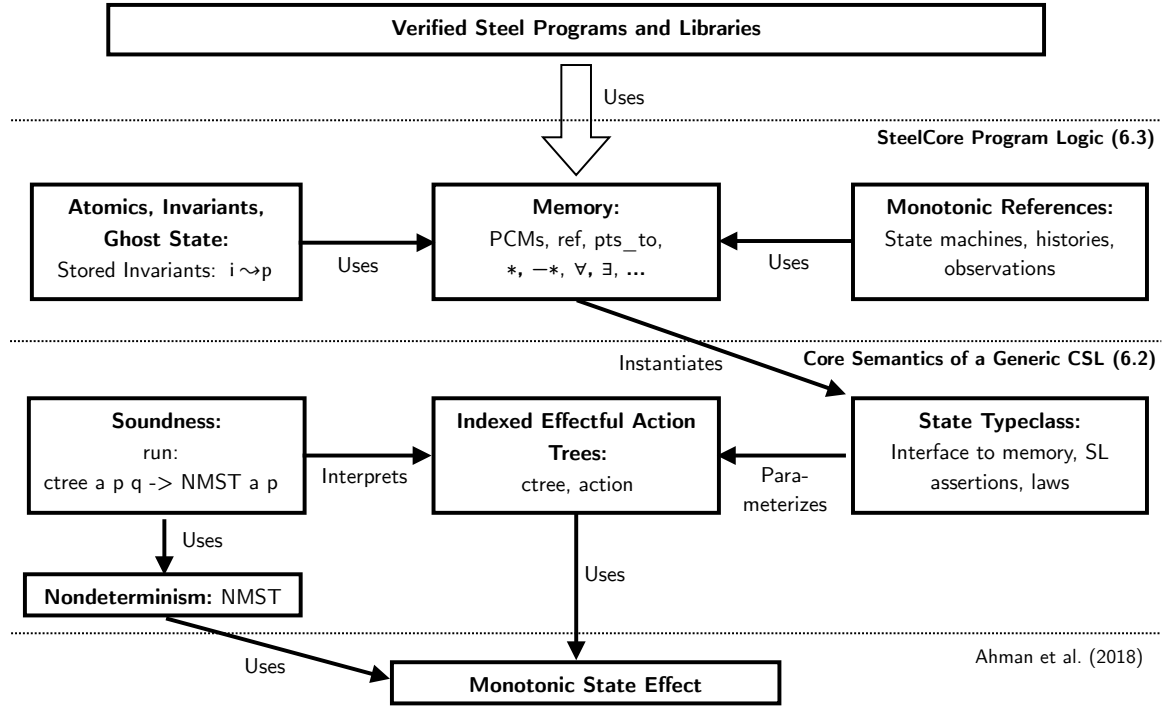 Verified Steel Programs and Libraries
Uses
SteelCore Program Logic (6.3)
Atomics, Invariants,
Ghost State:
Stored Invariants: i⤳p
Uses
Memory:
PCMs, ref, pts_to,
∗, −∗, ∀, ∃, ...
Uses
Monotonic References:
State machines, histories,
observations
Instantiates
Core Semantics of a Generic CSL (6.2)
Soundness:
run:
ctree a p q -> NMST a p
Interprets
Indexed Effectful Action
Trees:
ctree, action
Para-
meterizes
State Typeclass:
Interface to memory, SL
assertions, laws
Uses
Uses
Nondeterminism: NMST
Uses
Ahman et al. (2018)
Monotonic State Effect